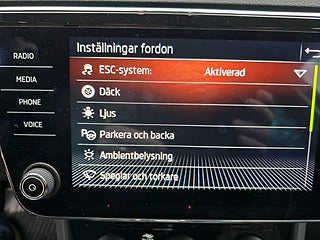 Inställningar fordon
RADIO
MEDIA
PHONE
VOICE
ESC-system: Aktiverad
Däck
Ljus
Parkera och backa
Ambientbelysning
Speglar och torkare